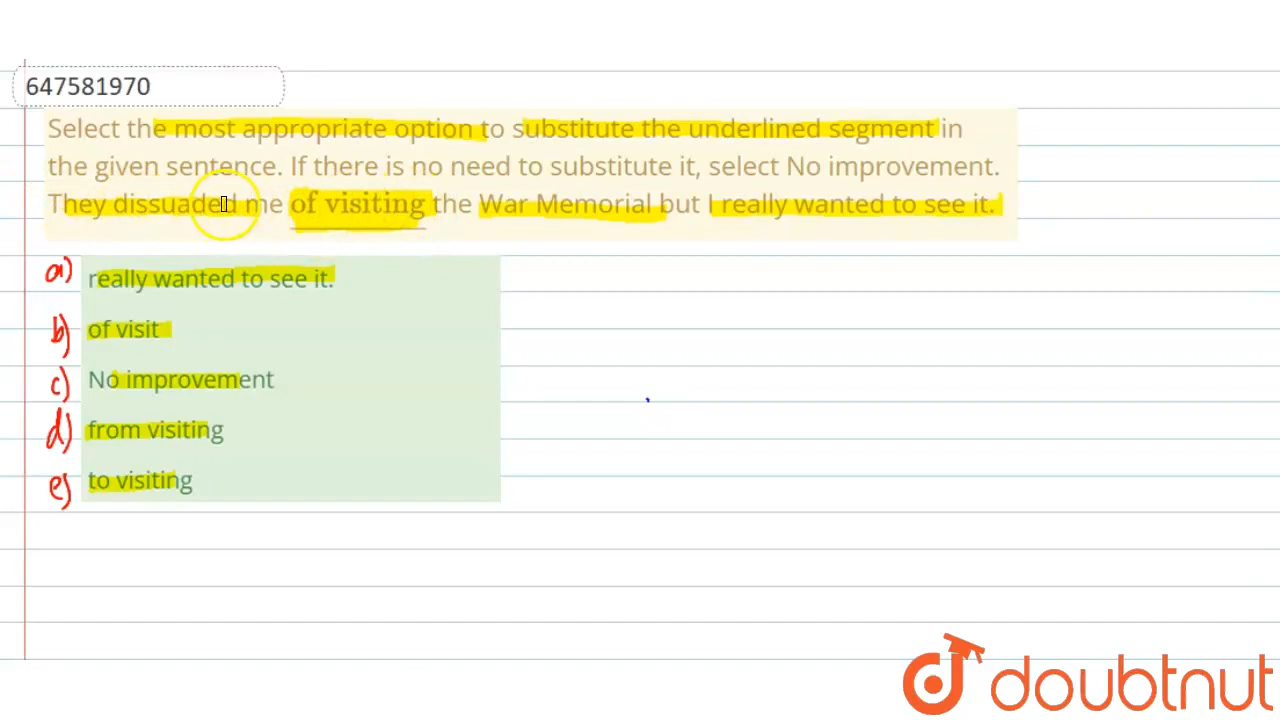 647581970
Select the most appropriate option to substitute the underlined segment in
the given sentence. If there is no need to substitute it, select No improvement.
They dissuaded me of visiting the War Memorial but I really wanted to see it.
a) really wanted to see it.
b) of visit
c) No improvement
d) from visiting
e) to visiting
doubtnut